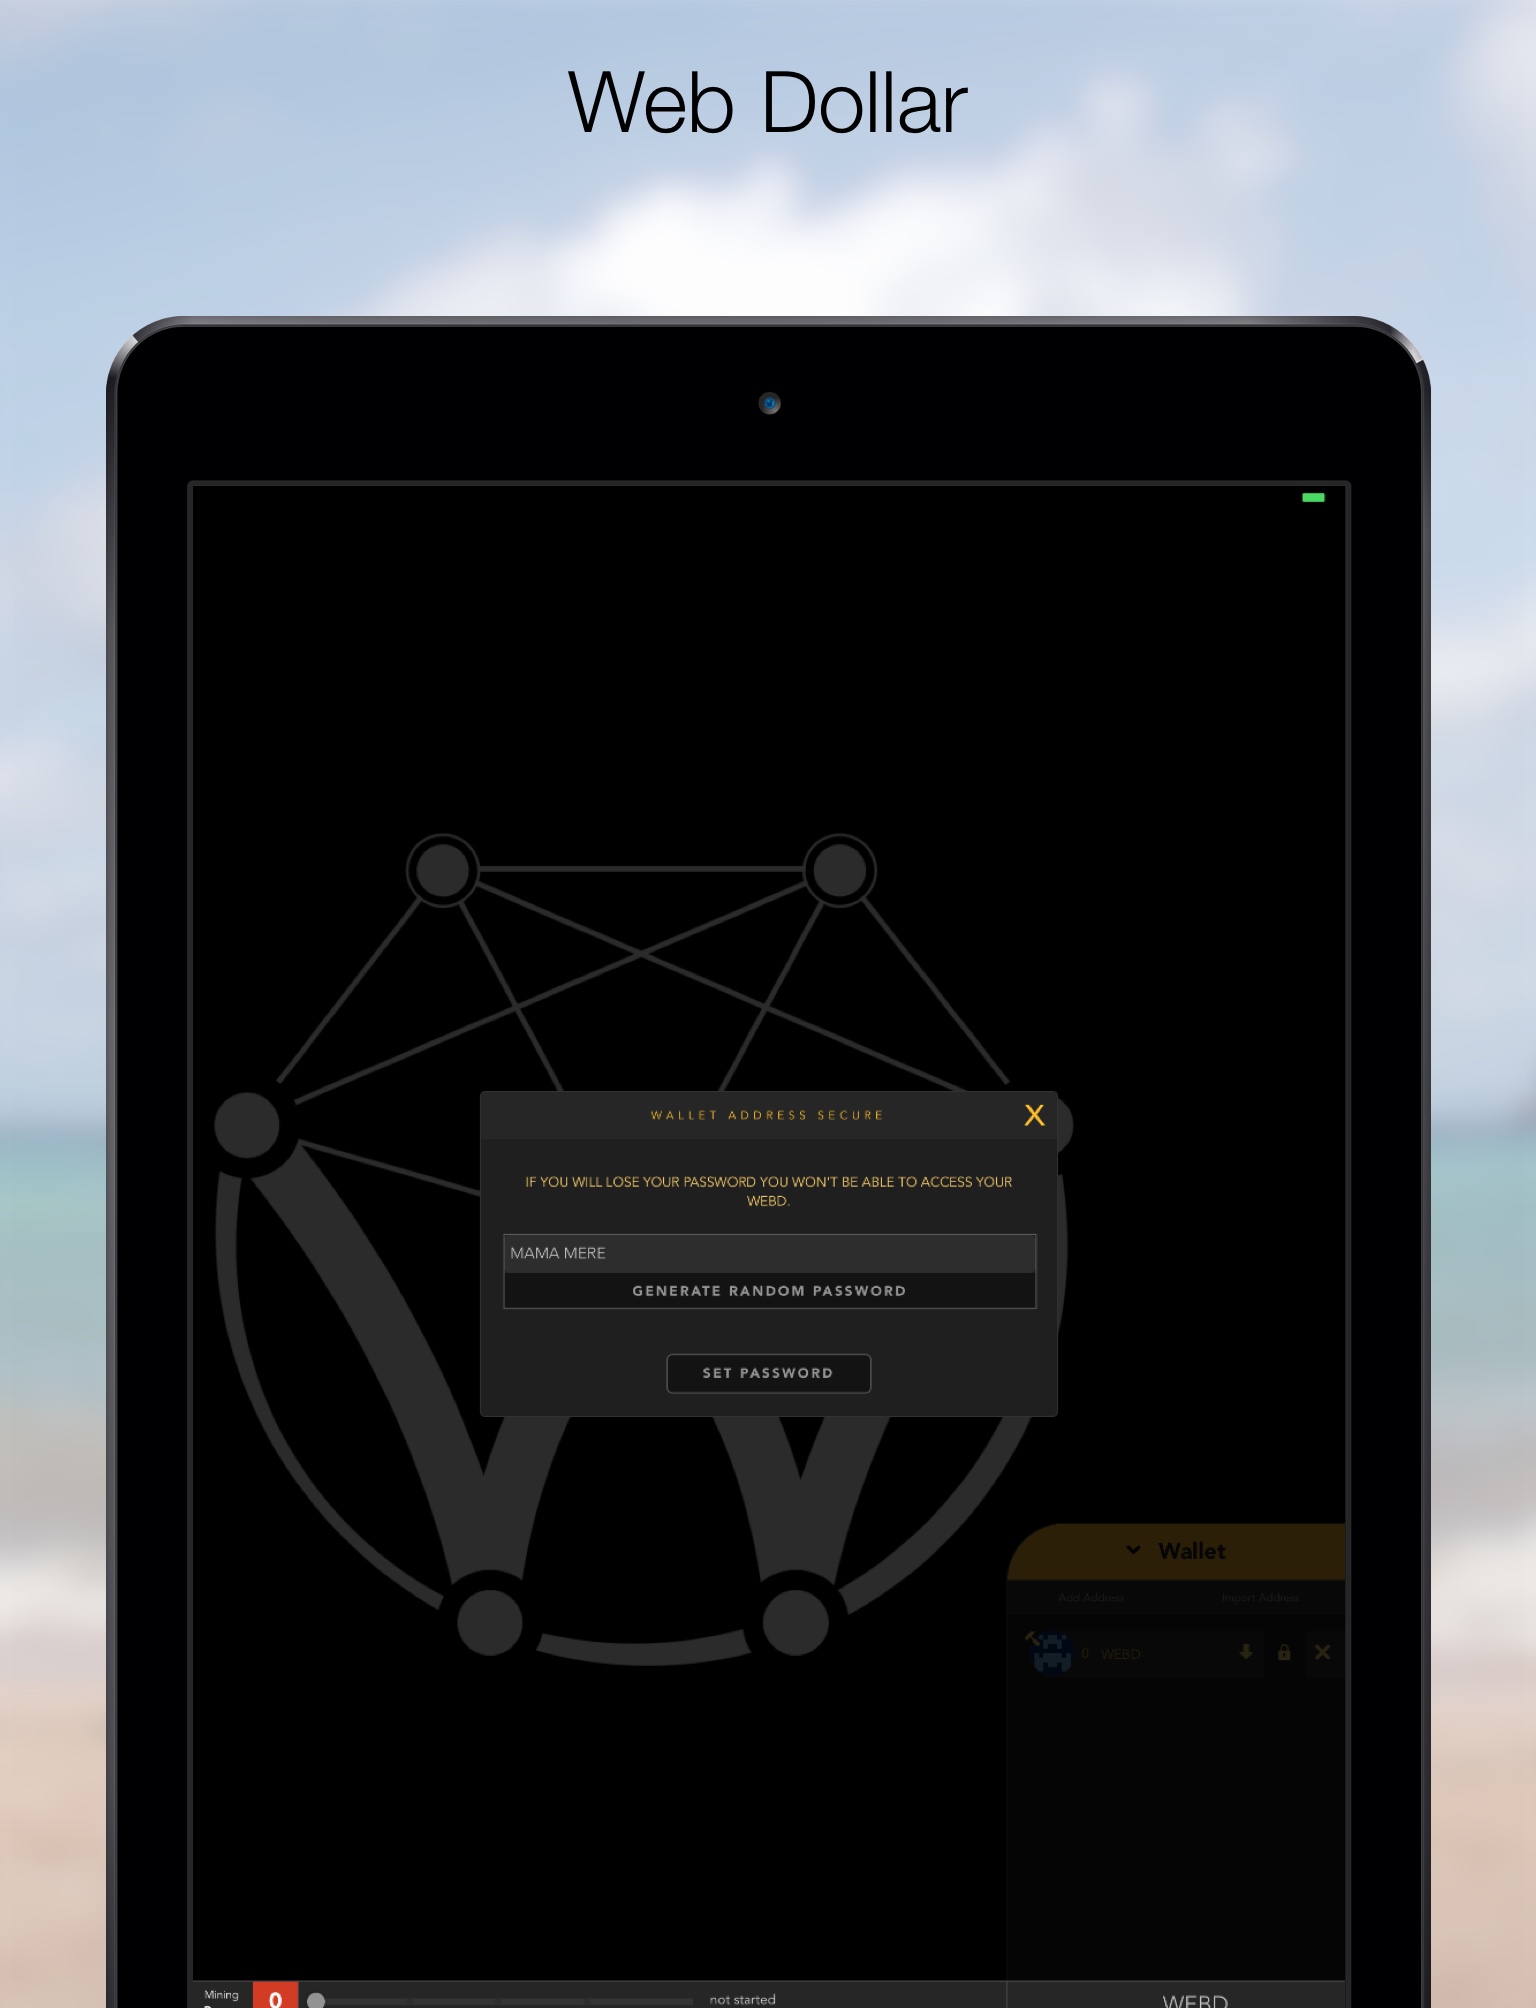 Web Dollar
WALLET ADDRESS SECURE
X
IF YOU WILL LOSE YOUR PASSWORD YOU WON'T BE ABLE TO ACCESS YOUR
WEBD.
MAMA MERE
GENERATE RANDOM PASSWORD
SET PASSWORD
Wallet
Add Address
Import Address
0 WEBD
Mining
0
not started
WEBD